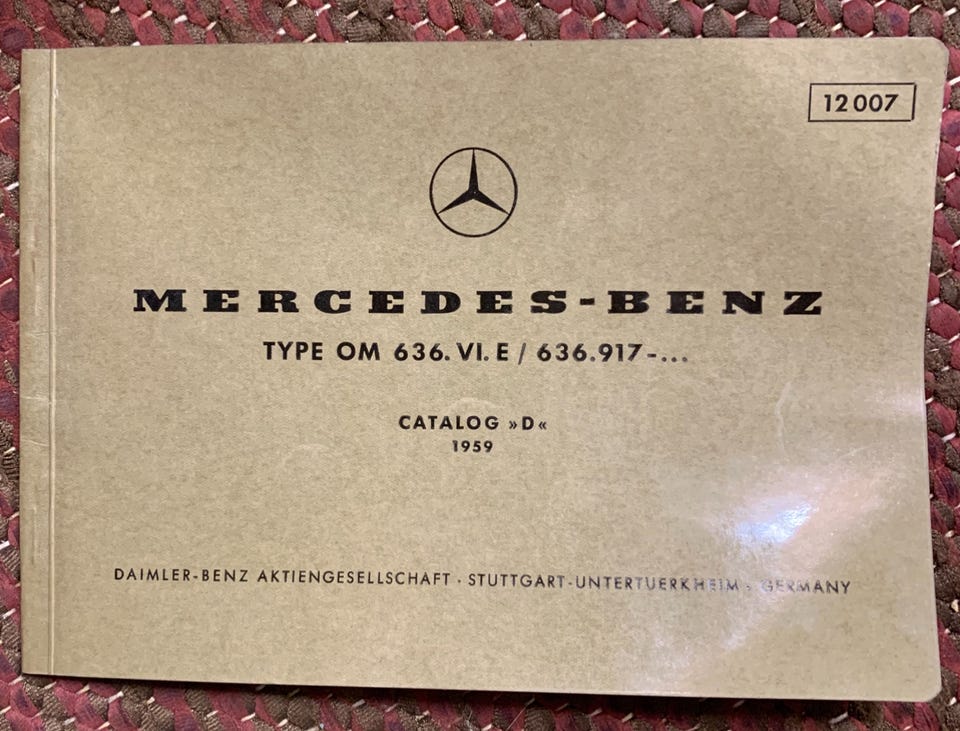 12 007
MERCEDES-BENZ
TYPE OM 636. VI. E / 636.917-...
CATALOG »D«
1959
DAIMLER-BENZ AKTIENGESELLSCHAFT · STUTTGART-UNTERTUERKHEIM · GERMANY